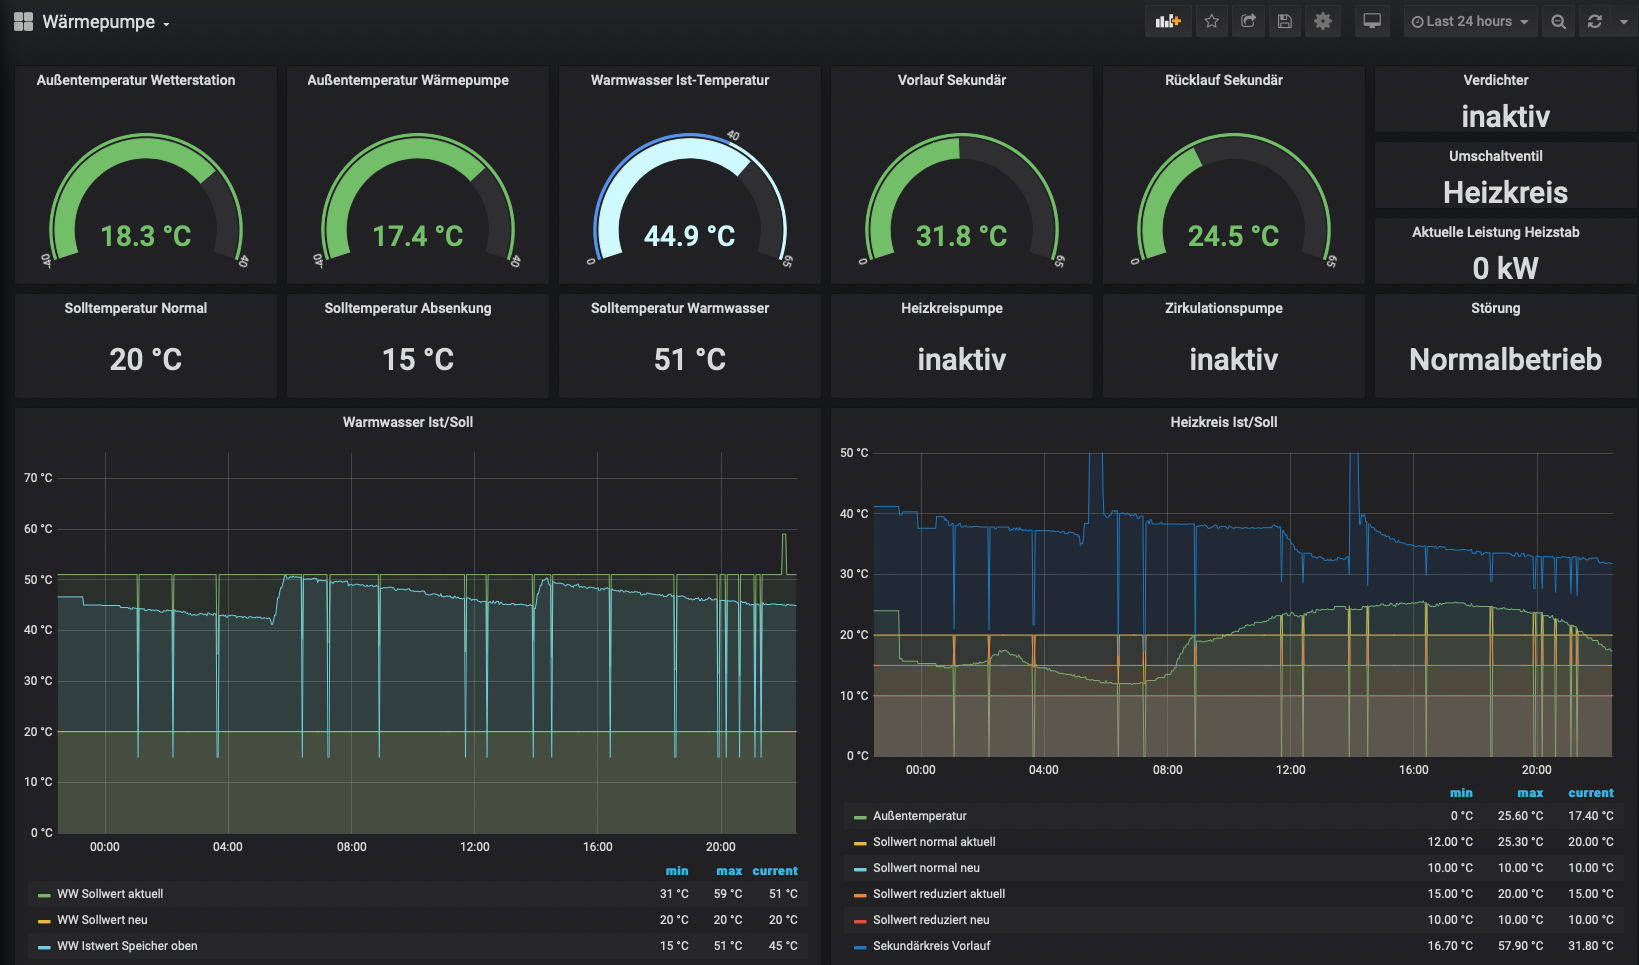 Wärmepumpe
Last 24 hours
Außentemperatur Wetterstation
-40
40
18.3 °C
Außentemperatur Wärmepumpe
-40
40
17.4 °C
Warmwasser Ist-Temperatur
0
40
65
44.9 °C
Vorlauf Sekundär
0
65
31.8 °C
Rücklauf Sekundär
0
65
24.5 °C
Verdichter
inaktiv
Umschaltventil
Heizkreis
Aktuelle Leistung Heizstab
0 kW
Solltemperatur Normal
20 °C
Solltemperatur Absenkung
15 °C
Solltemperatur Warmwasser
51 °C
Heizkreispumpe
inaktiv
Zirkulationspumpe
inaktiv
Störung
Normalbetrieb
Warmwasser Ist/Soll
70 °C
60 °C
50 °C
40 °C
30 °C
20 °C
10 °C
0 °C
00:00 04:00 08:00 12:00 16:00 20:00
min max current
WW Sollwert aktuell 31 °C 59 °C 51 °C
WW Sollwert neu 20 °C 20 °C 20 °C
WW Istwert Speicher oben 15 °C 51 °C 45 °C
Heizkreis Ist/Soll
50 °C
40 °C
30 °C
20 °C
10 °C
0 °C
00:00 04:00 08:00 12:00 16:00 20:00
min max current
Außentemperatur 0 °C 25.60 °C 17.40 °C
Sollwert normal aktuell 12.00 °C 25.30 °C 20.00 °C
Sollwert normal neu 10.00 °C 10.00 °C 10.00 °C
Sollwert reduziert aktuell 15.00 °C 20.00 °C 15.00 °C
Sollwert reduziert neu 10.00 °C 10.00 °C 10.00 °C
Sekundärkreis Vorlauf 16.70 °C 57.90 °C 31.80 °C